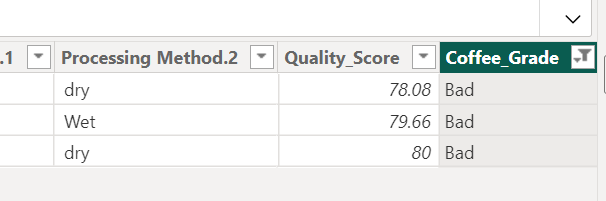 .1 Processing Method.2 Quality_Score Coffee_Grade
dry 78.08 Bad
Wet 79.66 Bad
dry 80 Bad